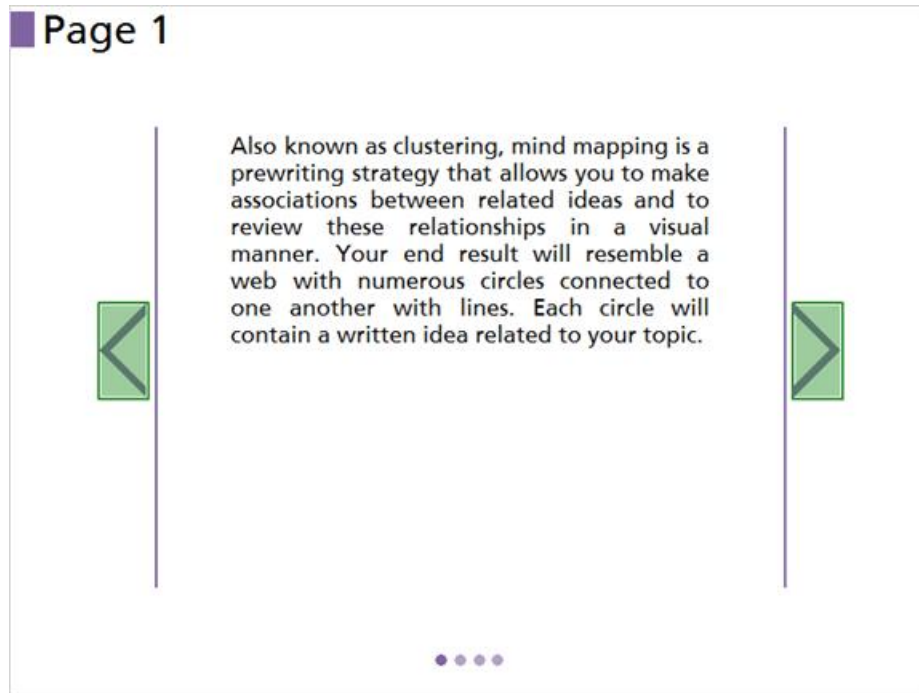 Page 1
Also known as clustering, mind mapping is a
prewriting strategy that allows you to make
associations between related ideas and to
review these relationships in a visual
manner. Your end result will resemble a
web with numerous circles connected to
one another with lines. Each circle will
contain a written idea related to your topic.